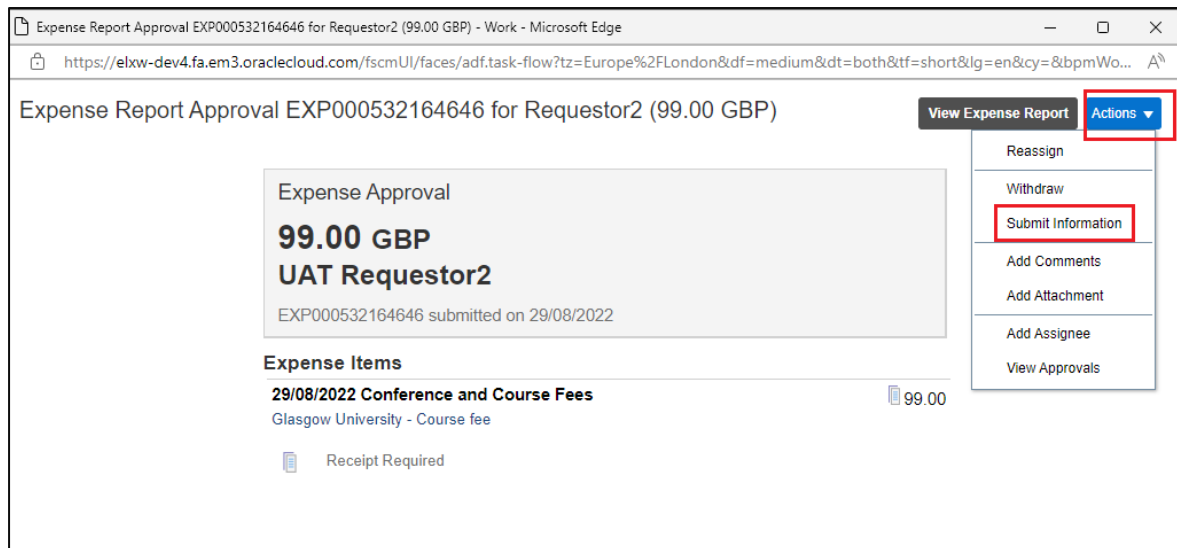 Expense Report Approval EXP000532164646 for Requestor2 (99.00 GBP) - Work - Microsoft Edge
https://elxw-dev4.fa.em3.oraclecloud.com/fscmUI/faces/adf.task-flow?tz=Europe%2FLondon&df=medium&dt=both&tf=short&lg=en&cy=&bpmWo...
Expense Report Approval EXP000532164646 for Requestor2 (99.00 GBP)
View Expense Report
Actions
Reassign
Withdraw
Submit Information
Add Comments
Add Attachment
Add Assignee
View Approvals
Expense Approval
99.00 GBP
UAT Requestor2
EXP000532164646 submitted on 29/08/2022
Expense Items
29/08/2022 Conference and Course Fees 99.00
Glasgow University - Course fee
Receipt Required